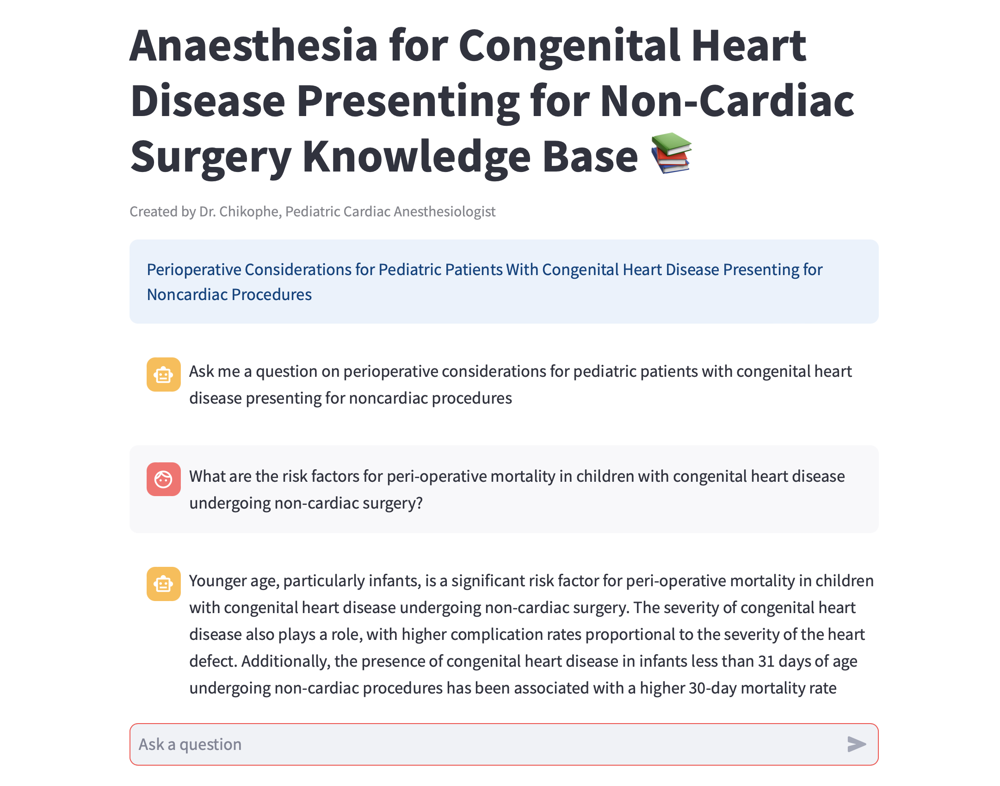 Anaesthesia for Congenital Heart
Disease Presenting for Non-Cardiac
Surgery Knowledge Base 📚
Created by Dr. Chikophe, Pediatric Cardiac Anesthesiologist
Perioperative Considerations for Pediatric Patients With Congenital Heart Disease Presenting for
Noncardiac Procedures
Ask me a question on perioperative considerations for pediatric patients with congenital heart
disease presenting for noncardiac procedures
What are the risk factors for peri-operative mortality in children with congenital heart disease
undergoing non-cardiac surgery?
Younger age, particularly infants, is a significant risk factor for peri-operative mortality in children
with congenital heart disease undergoing non-cardiac surgery. The severity of congenital heart
disease also plays a role, with higher complication rates proportional to the severity of the heart
defect. Additionally, the presence of congenital heart disease in infants less than 31 days of age
undergoing non-cardiac procedures has been associated with a higher 30-day mortality rate
Ask a question